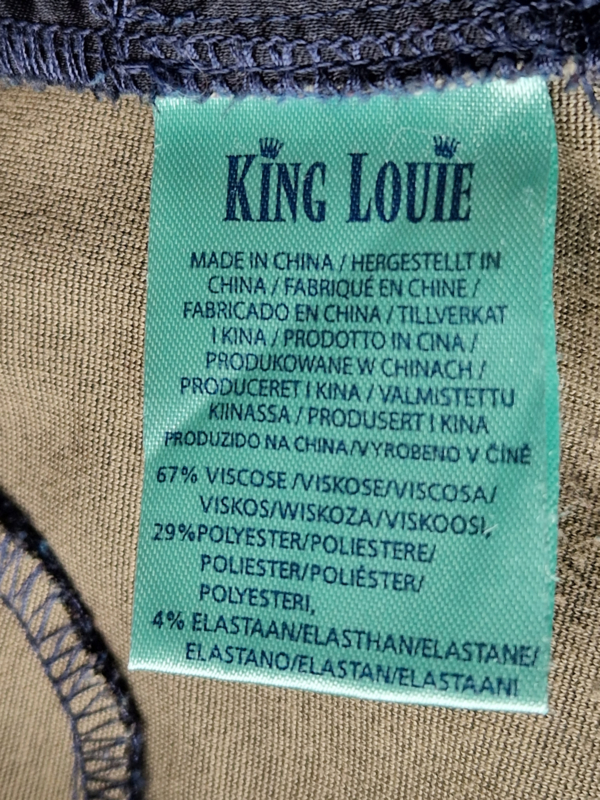 KING LOUIE
MADE IN CHINA / HERGESTELLT IN
CHINA / FABRIQUÉ EN CHINE /
FABRICADO EN CHINA / TILLVERKAT
I KINA / PRODOTTO IN CINA /
PRODUKOWANE W CHINACH /
PRODUCERET I KINA / VALMISTETTU
KIINASSA / PRODUSERT I KINA
PRODUZIDO NA CHINA/VYROBENO V ČÍNĚ
67% VISCOSE/VISKOSE/VISCOSA/
VISKOS/WISKOZA/VISKOOSI,
29%POLYESTER/POLIESTERE/
POLIESTER/POLIÉSTER/
POLYESTERI,
4% ELASTAAN/ELASTHAN/ELASTANE/
ELASTANO/ELASTAN/ELASTAANI